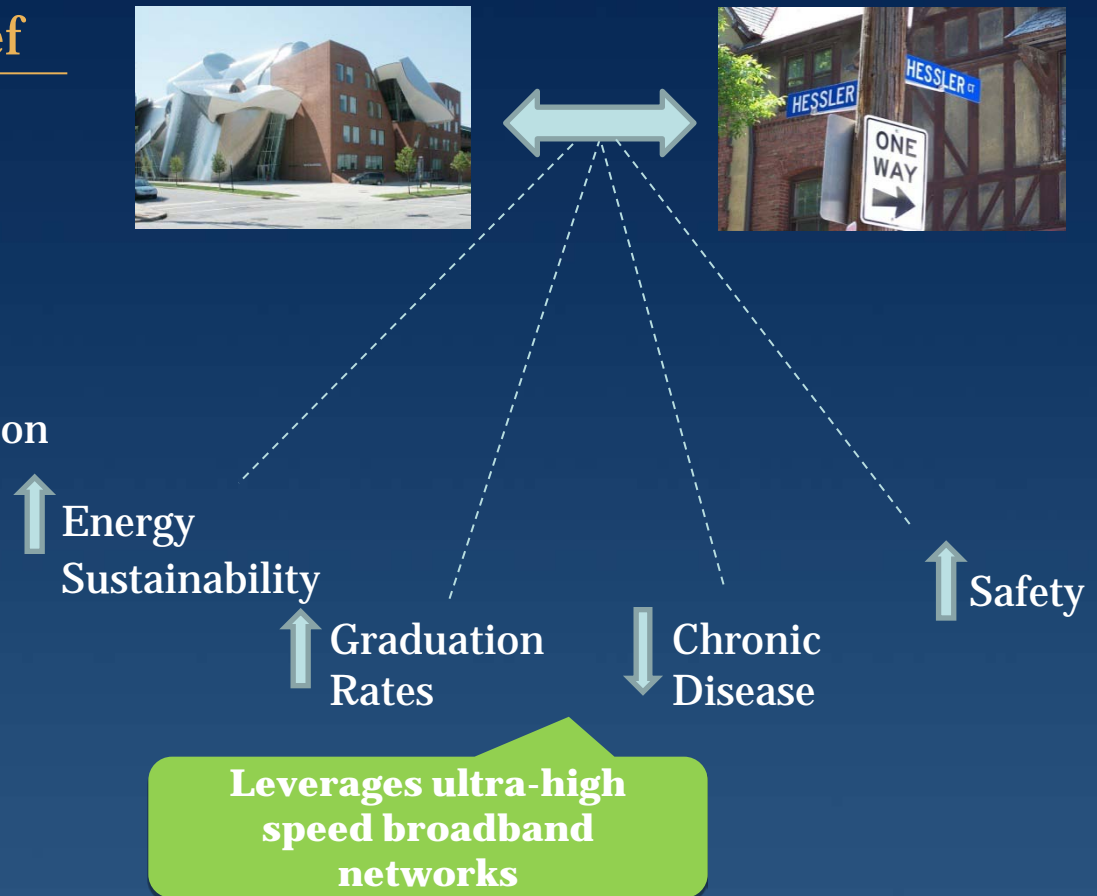 ef
HESSLER
HESSLER CT
ONE
WAY
on
Energy
Sustainability
Safety
Graduation
Rates
Chronic
Disease
Leverages ultra-high
speed broadband
networks